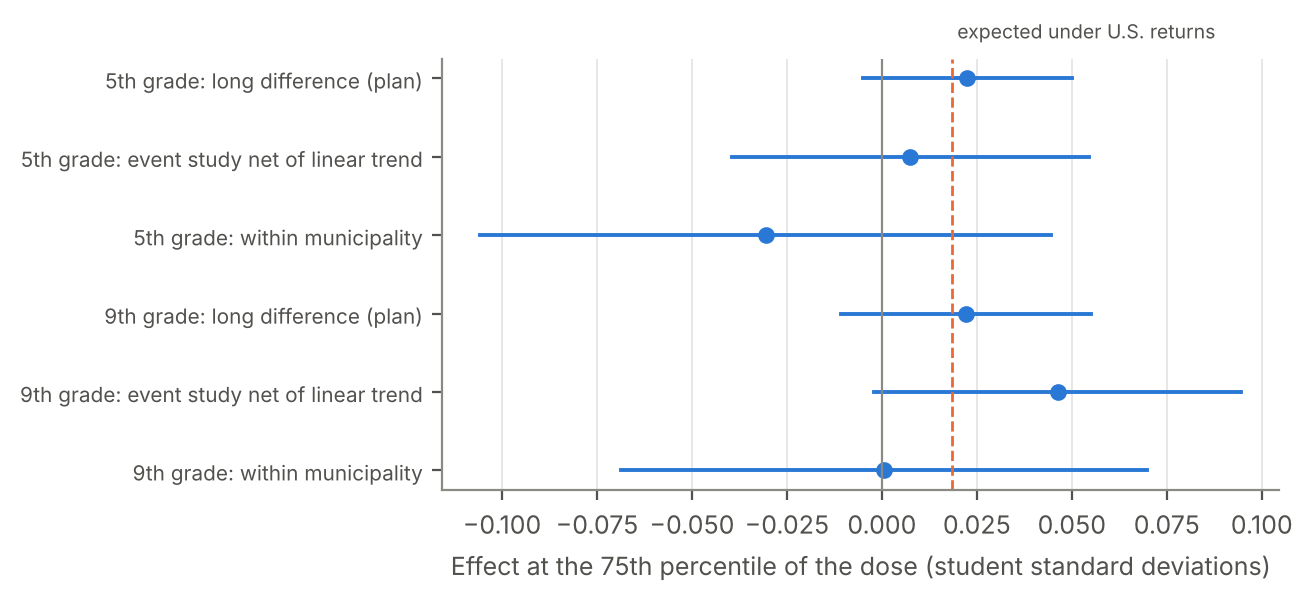 expected under U.S. returns
5th grade: long difference (plan)
5th grade: event study net of linear trend
5th grade: within municipality
9th grade: long difference (plan)
9th grade: event study net of linear trend
9th grade: within municipality
−0.100 −0.075 −0.050 −0.025 0.000 0.025 0.050 0.075 0.100
Effect at the 75th percentile of the dose (student standard deviations)